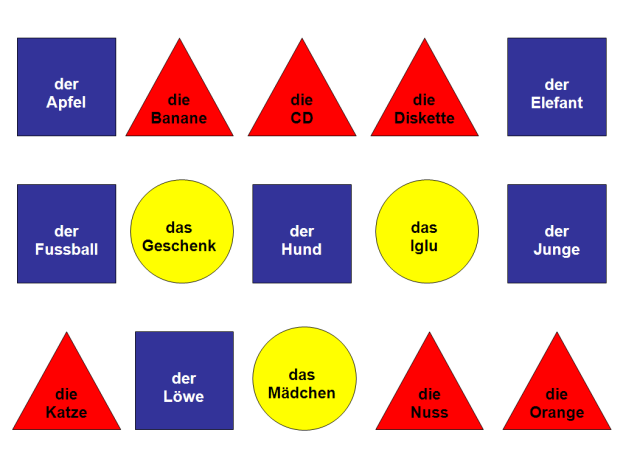 der
Apfel
die
Banane
die
CD
die
Diskette
der
Elefant
der
Fussball
das
Geschenk
der
Hund
das
Iglu
der
Junge
die
Katze
der
Löwe
das
Mädchen
die
Nuss
die
Orange